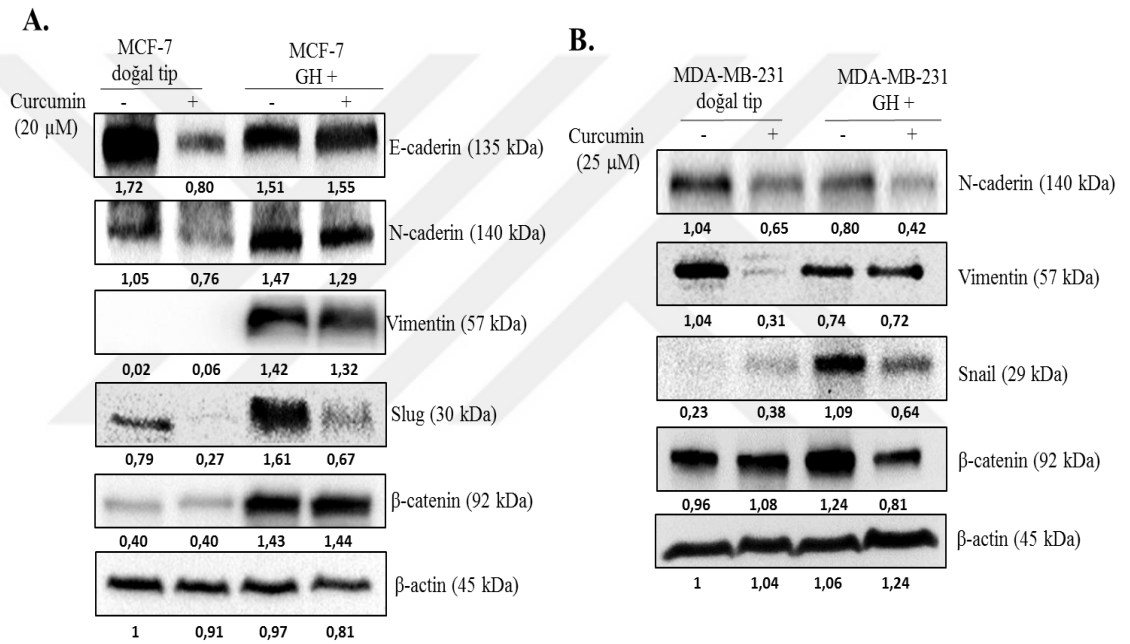 A.
MCF-7
doğal tip
MCF-7
GH +
Curcumin
(20 µM)
- + - +
E-caderin (135 kDa)
1,72 0,80 1,51 1,55
N-caderin (140 kDa)
1,05 0,76 1,47 1,29
Vimentin (57 kDa)
0,02 0,06 1,42 1,32
Slug (30 kDa)
0,79 0,27 1,61 0,67
β-catenin (92 kDa)
0,40 0,40 1,43 1,44
β-actin (45 kDa)
1 0,91 0,97 0,81
B.
MDA-MB-231
doğal tip
MDA-MB-231
GH +
Curcumin
(25 µM)
- + - +
N-caderin (140 kDa)
1,04 0,65 0,80 0,42
Vimentin (57 kDa)
1,04 0,31 0,74 0,72
Snail (29 kDa)
0,23 0,38 1,09 0,64
β-catenin (92 kDa)
0,96 1,08 1,24 0,81
β-actin (45 kDa)
1 1,04 1,06 1,24